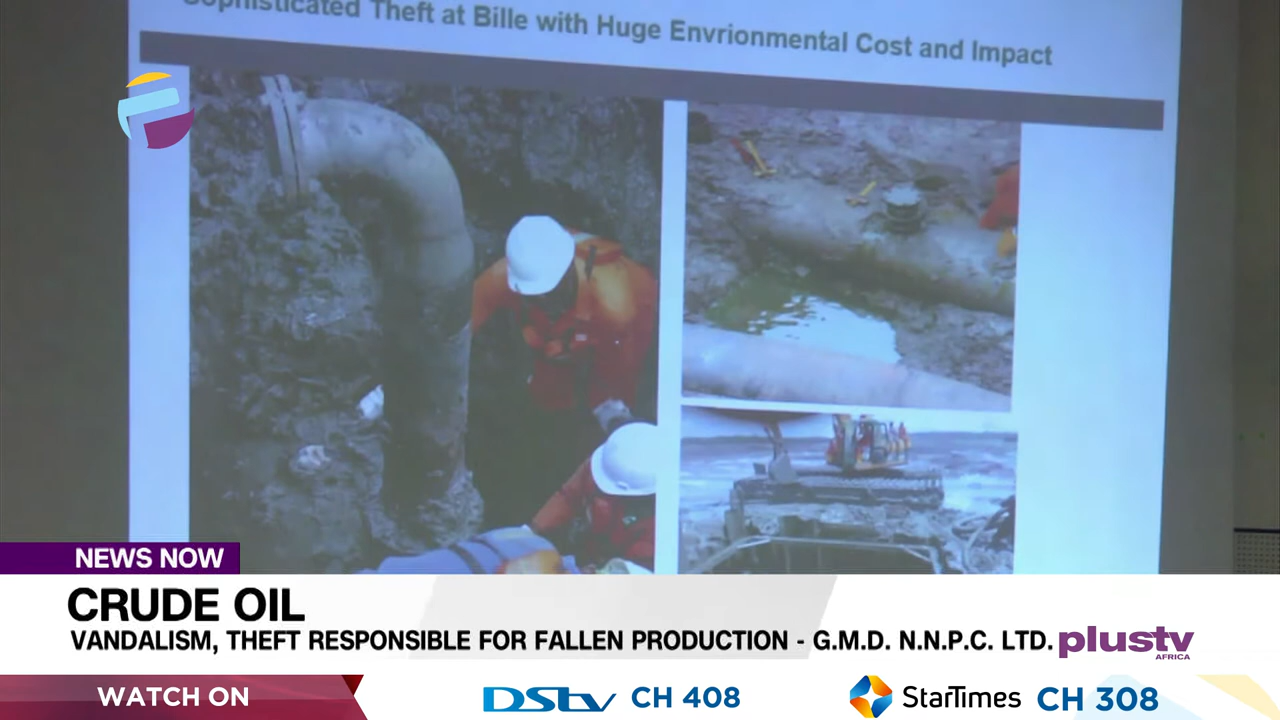 Sophisticated Theft at Bille with Huge Envrionmental Cost and Impact
NEWS NOW
CRUDE OIL
VANDALISM, THEFT RESPONSIBLE FOR FALLEN PRODUCTION - G.M.D. N.N.P.C. LTD.
plustv
AFRICA
WATCH ON
DStv CH 408
StarTimes CH 308